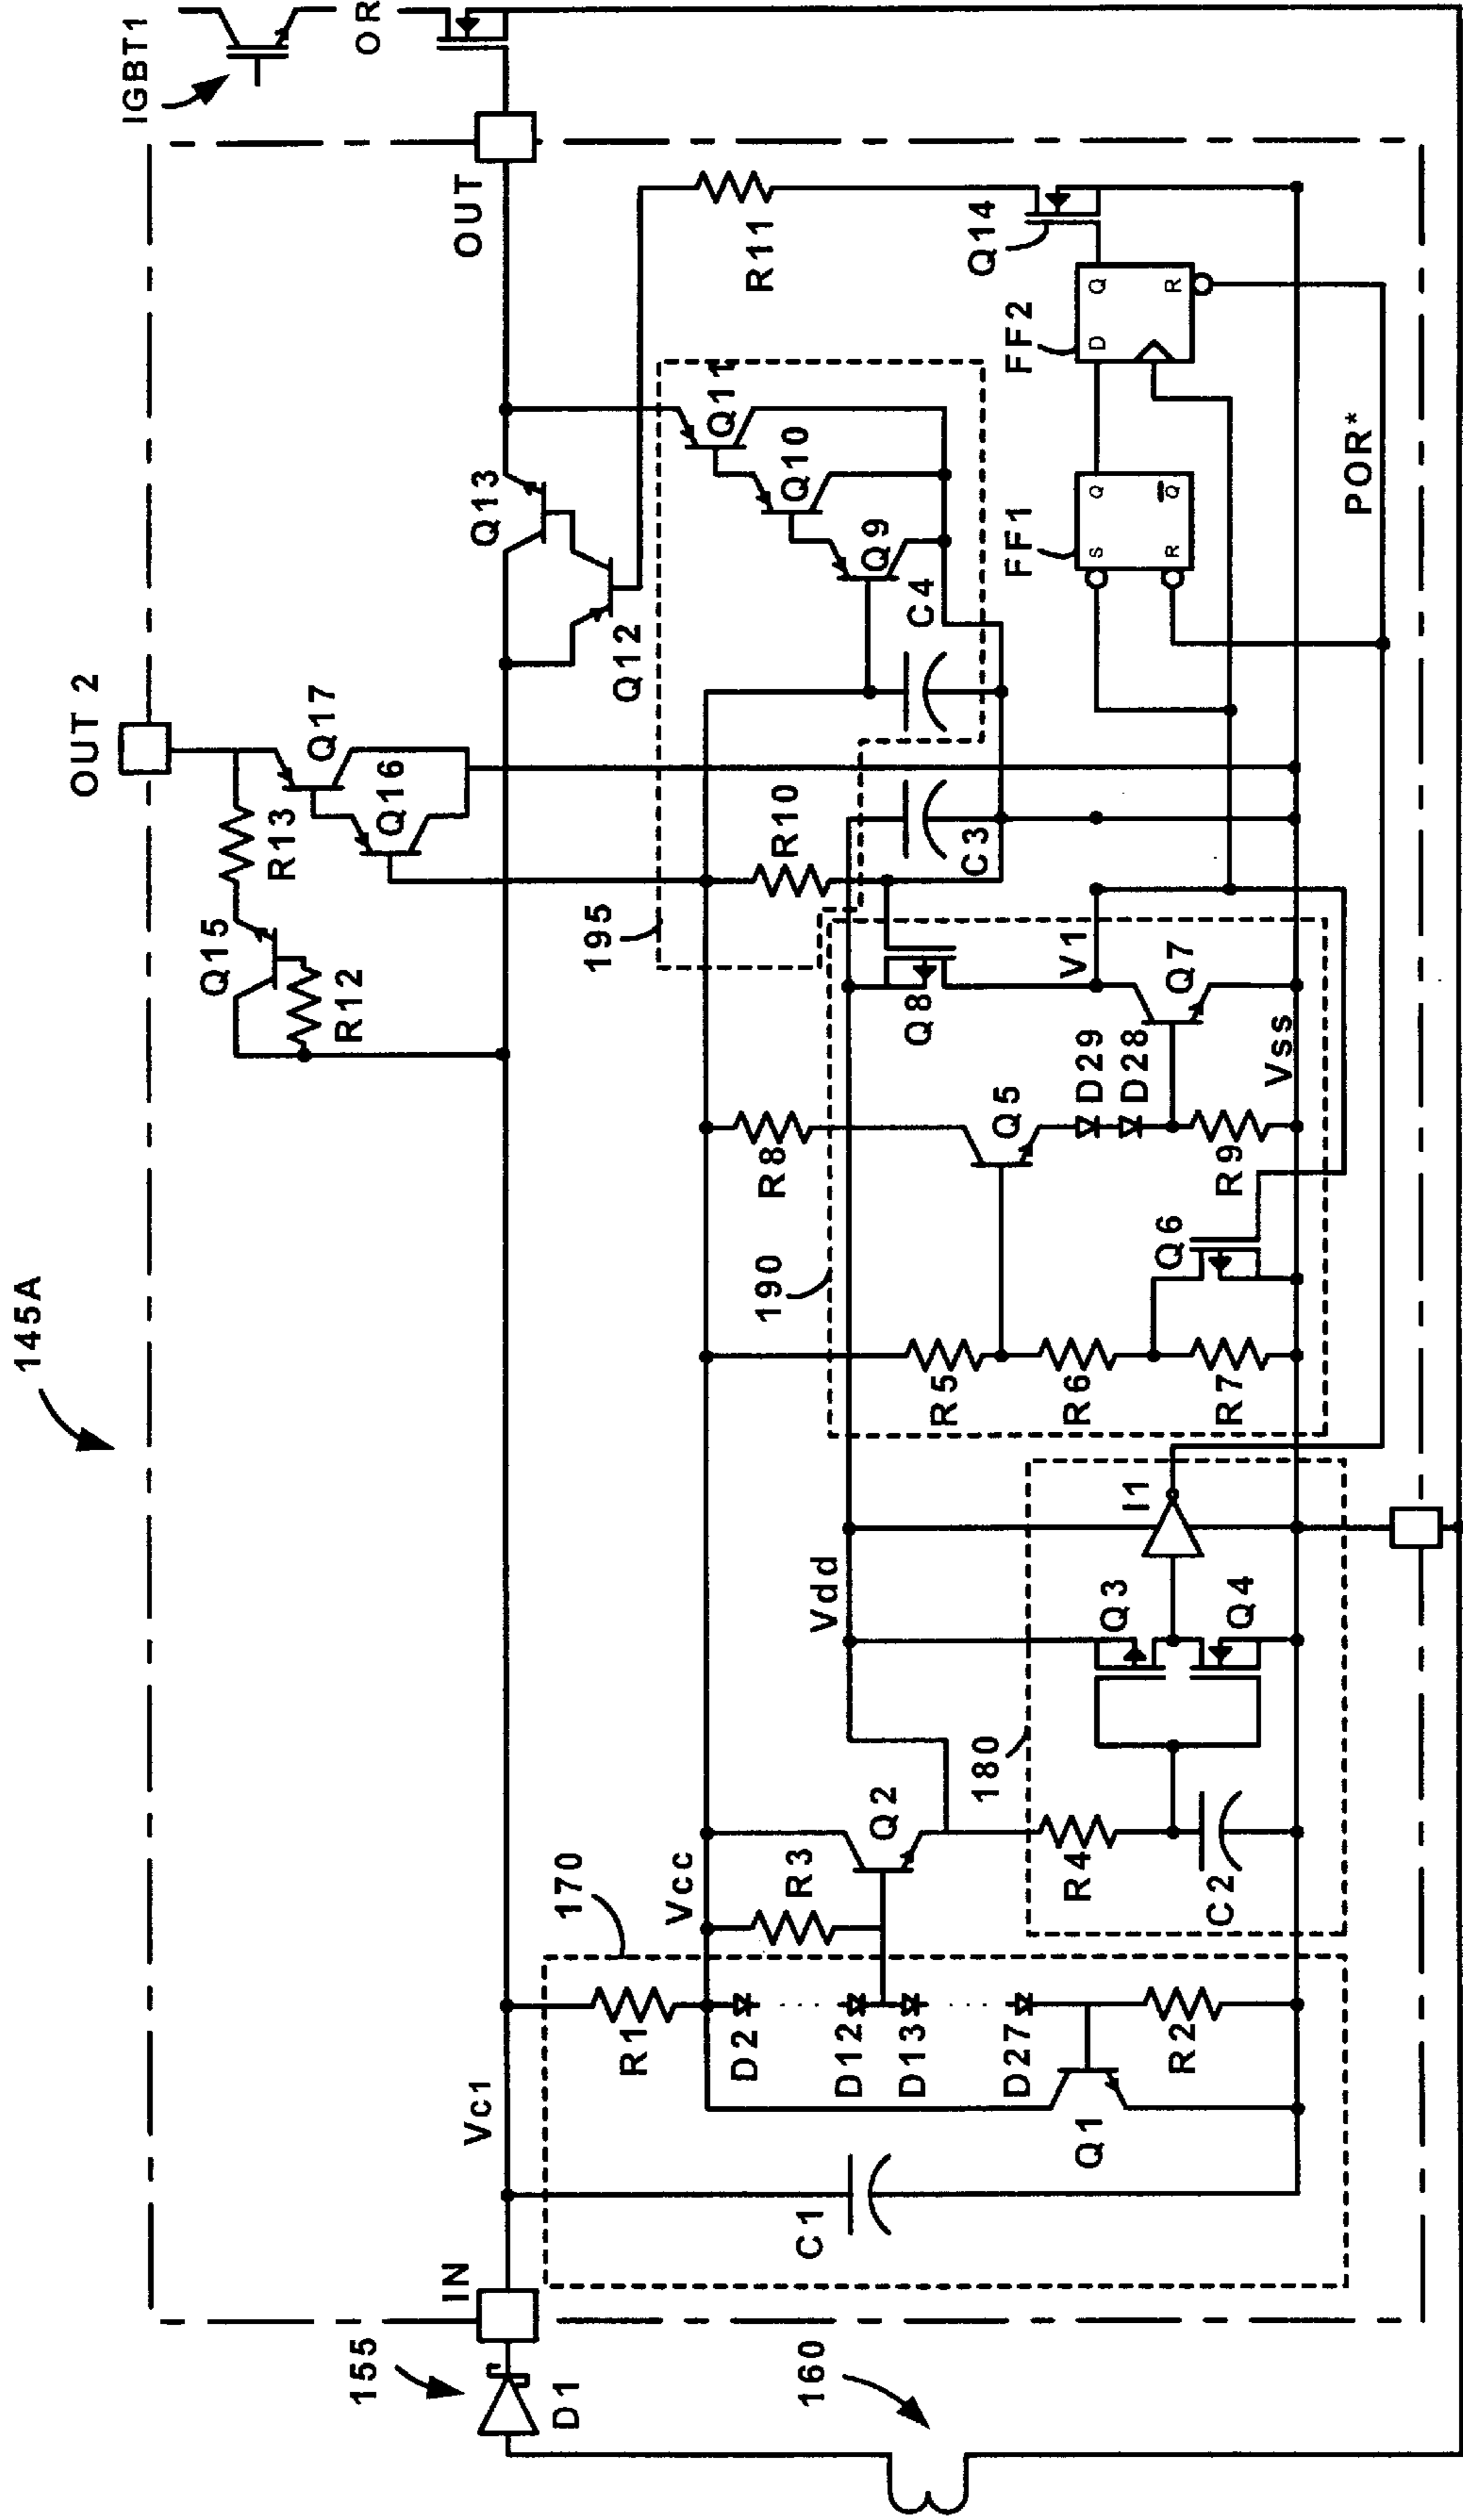 145A
155
IN
D1
160
Vc1
170
C1
R1
D2
D12
D13
D27
Q1
R2
Vcc
R3
Q2
180
R4
C2
Vdd
Q3
Q4
I1
190
R5
R6
R7
R8
Q5
Q6
D29
D28
R9
Q8
V1
Q7
Vss
Q15
R12
R13
Q16
Q17
OUT 2
195
R10
C3
C4
Q9
Q10
Q11
Q12
Q13
OUT
R11
FF1
S
R
Q
Q̅
FF2
D
Q
R
Q14
POR*
IGBT1
OR